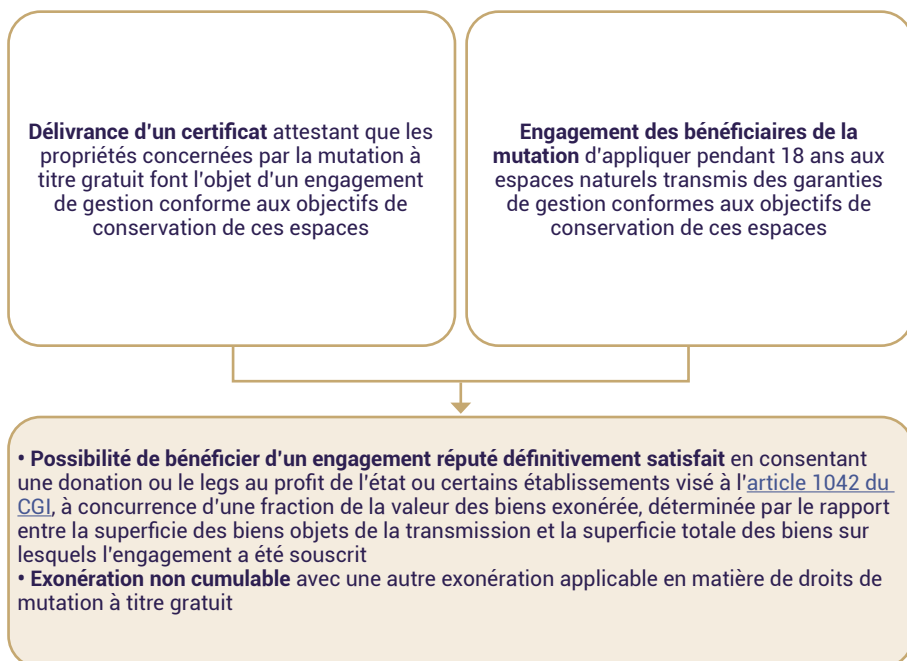 Délivrance d'un certificat attestant que les
propriétés concernées par la mutation à
titre gratuit font l'objet d'un engagement
de gestion conforme aux objectifs de
conservation de ces espaces
Engagement des bénéficiaires de la
mutation d'appliquer pendant 18 ans aux
espaces naturels transmis des garanties
de gestion conformes aux objectifs de
conservation de ces espaces
• Possibilité de bénéficier d'un engagement réputé définitivement satisfait en consentant
une donation ou le legs au profit de l'état ou certains établissements visé à l'article 1042 du
CGI, à concurrence d'une fraction de la valeur des biens exonérée, déterminée par le rapport
entre la superficie des biens objets de la transmission et la superficie totale des biens sur
lesquels l'engagement a été souscrit
• Exonération non cumulable avec une autre exonération applicable en matière de droits de
mutation à titre gratuit